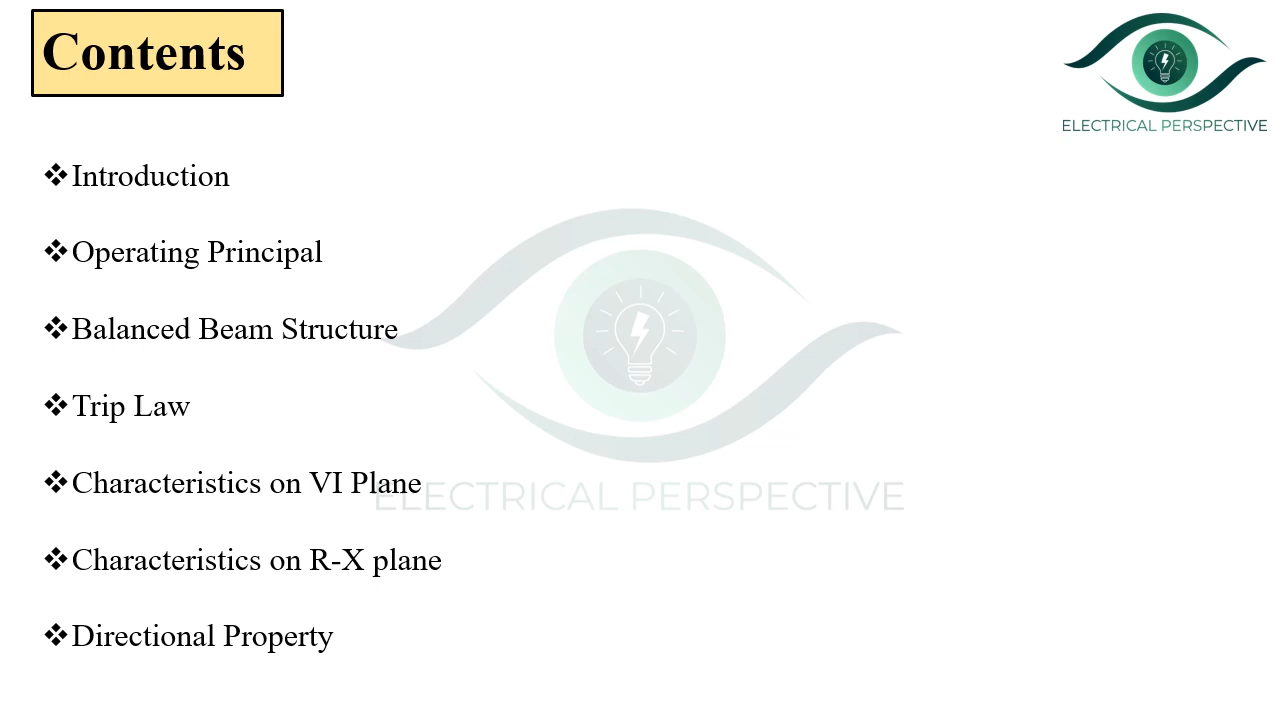 Contents
ELECTRICAL PERSPECTIVE
❖Introduction
❖Operating Principal
❖Balanced Beam Structure
❖Trip Law
❖Characteristics on VI Plane
ELECTRICAL PERSPECTIVE
❖Characteristics on R-X plane
❖Directional Property